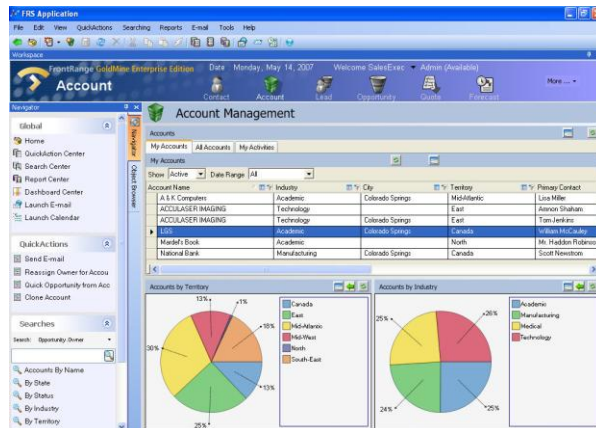 FRS Application
File Edit View QuickActions Searching Reports E-mail Tools Help
Workspace
FrontRange GoldMine Enterprise Edition Date Monday, May 14, 2007 Welcome SalesExec Admin (Available)
Account
Contact Account Lead Opportunity Quote Forecast More ...
Navigator
Global
Home
QuickAction Center
Search Center
Report Center
Dashboard Center
Launch E-mail
Launch Calendar
QuickActions
Send E-mail
Reassign Owner for Accou
Quick Opportunity from Acc
Clone Account
Searches
Search: Opportunity.Owner
Accounts By Name
By State
By Status
By Industry
By Territory
Navigator
Object Browser
Account Management
Accounts
My Accounts All Accounts My Activities
My Accounts
Show Active Date Range All
Account Name Industry City Territory Primary Contact
A & K Computers Academic Colorado Springs Mid-Atlantic Lisa Miller
ACCULASER IMAGING Technology East Amnon Shaham
ACCULASER IMAGING Technology Colorado Springs East Tom Jenkins
LGS Academic Colorado Springs Canada William McCauley
Mardel's Book Academic North Mr. Haddon Robinso
National Bank Manufacturing Colorado Springs Canada Scott Newstrom
Accounts by Territory
13%
1%
18%
13%
25%
30%
Canada
East
Mid-Atlantic
Mid-West
North
South-East
Accounts by Industry
25%
26%
24%
25%
Academic
Manufacturing
Medical
Technology